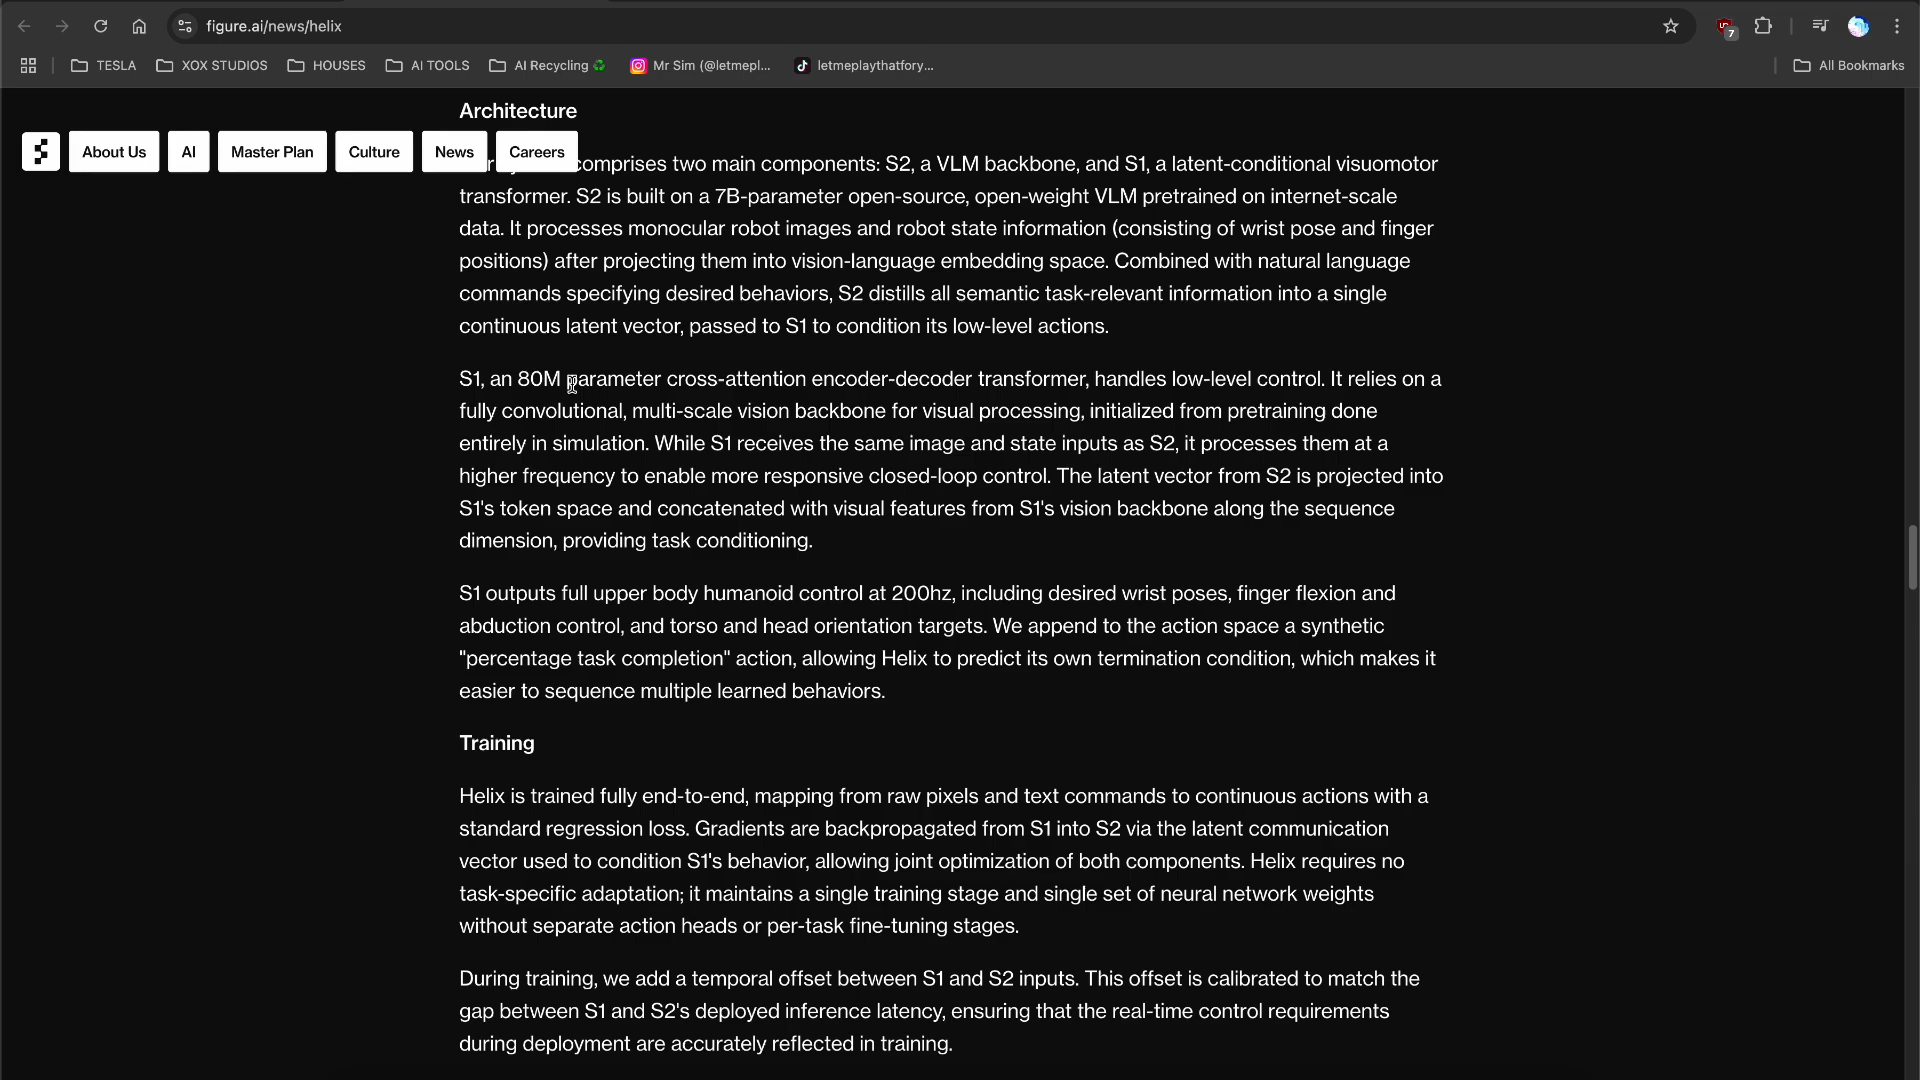 figure.ai/news/helix
7
TESLA
XOX STUDIOS
HOUSES
AI TOOLS
AI Recycling
Mr Sim (@letmepl...
letmeplaythatfory...
All Bookmarks
Architecture
About Us
AI
Master Plan
Culture
News
Careers
comprises two main components: S2, a VLM backbone, and S1, a latent-conditional visuomotor
transformer. S2 is built on a 7B-parameter open-source, open-weight VLM pretrained on internet-scale
data. It processes monocular robot images and robot state information (consisting of wrist pose and finger
positions) after projecting them into vision-language embedding space. Combined with natural language
commands specifying desired behaviors, S2 distills all semantic task-relevant information into a single
continuous latent vector, passed to S1 to condition its low-level actions.
S1, an 80M parameter cross-attention encoder-decoder transformer, handles low-level control. It relies on a
fully convolutional, multi-scale vision backbone for visual processing, initialized from pretraining done
entirely in simulation. While S1 receives the same image and state inputs as S2, it processes them at a
higher frequency to enable more responsive closed-loop control. The latent vector from S2 is projected into
S1's token space and concatenated with visual features from S1's vision backbone along the sequence
dimension, providing task conditioning.
S1 outputs full upper body humanoid control at 200hz, including desired wrist poses, finger flexion and
abduction control, and torso and head orientation targets. We append to the action space a synthetic
"percentage task completion" action, allowing Helix to predict its own termination condition, which makes it
easier to sequence multiple learned behaviors.
Training
Helix is trained fully end-to-end, mapping from raw pixels and text commands to continuous actions with a
standard regression loss. Gradients are backpropagated from S1 into S2 via the latent communication
vector used to condition S1's behavior, allowing joint optimization of both components. Helix requires no
task-specific adaptation; it maintains a single training stage and single set of neural network weights
without separate action heads or per-task fine-tuning stages.
During training, we add a temporal offset between S1 and S2 inputs. This offset is calibrated to match the
gap between S1 and S2's deployed inference latency, ensuring that the real-time control requirements
during deployment are accurately reflected in training.